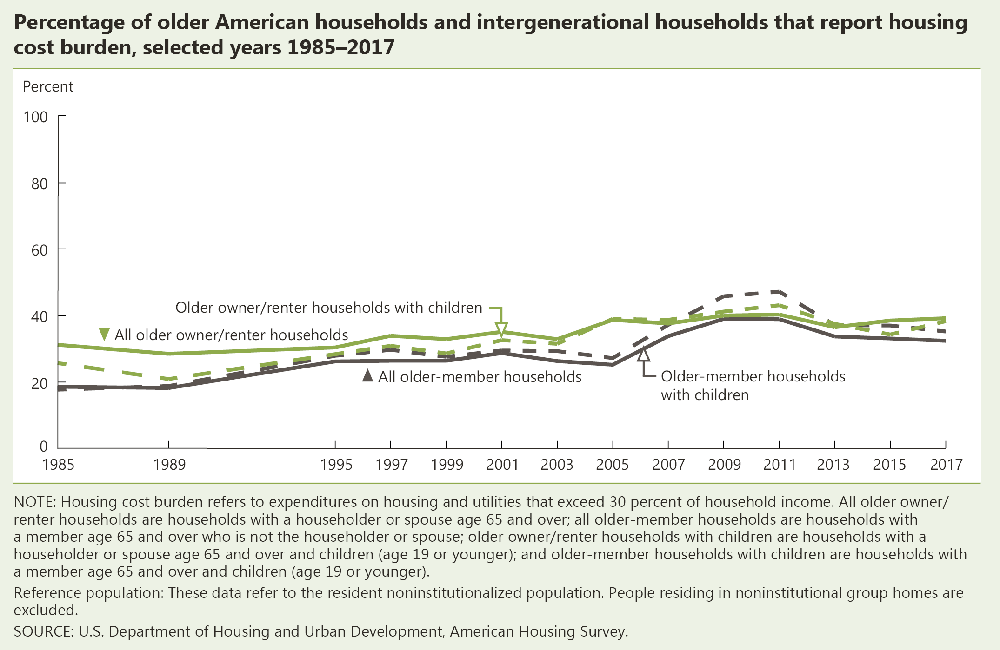 Percentage of older American households and intergenerational households that report housing
cost burden, selected years 1985–2017
Percent
100
80
60
40
20
0
Older owner/renter households with children
All older owner/renter households
All older-member households
Older-member households
with children
1985 1989 1995 1997 1999 2001 2003 2005 2007 2009 2011 2013 2015 2017
NOTE: Housing cost burden refers to expenditures on housing and utilities that exceed 30 percent of household income. All older owner/
renter households are households with a householder or spouse age 65 and over; all older-member households are households with
a member age 65 and over who is not the householder or spouse; older owner/renter households with children are households with a
householder or spouse age 65 and over and children (age 19 or younger); and older-member households with children are households with
a member age 65 and over and children (age 19 or younger).
Reference population: These data refer to the resident noninstitutionalized population. People residing in noninstitutional group homes are
excluded.
SOURCE: U.S. Department of Housing and Urban Development, American Housing Survey.